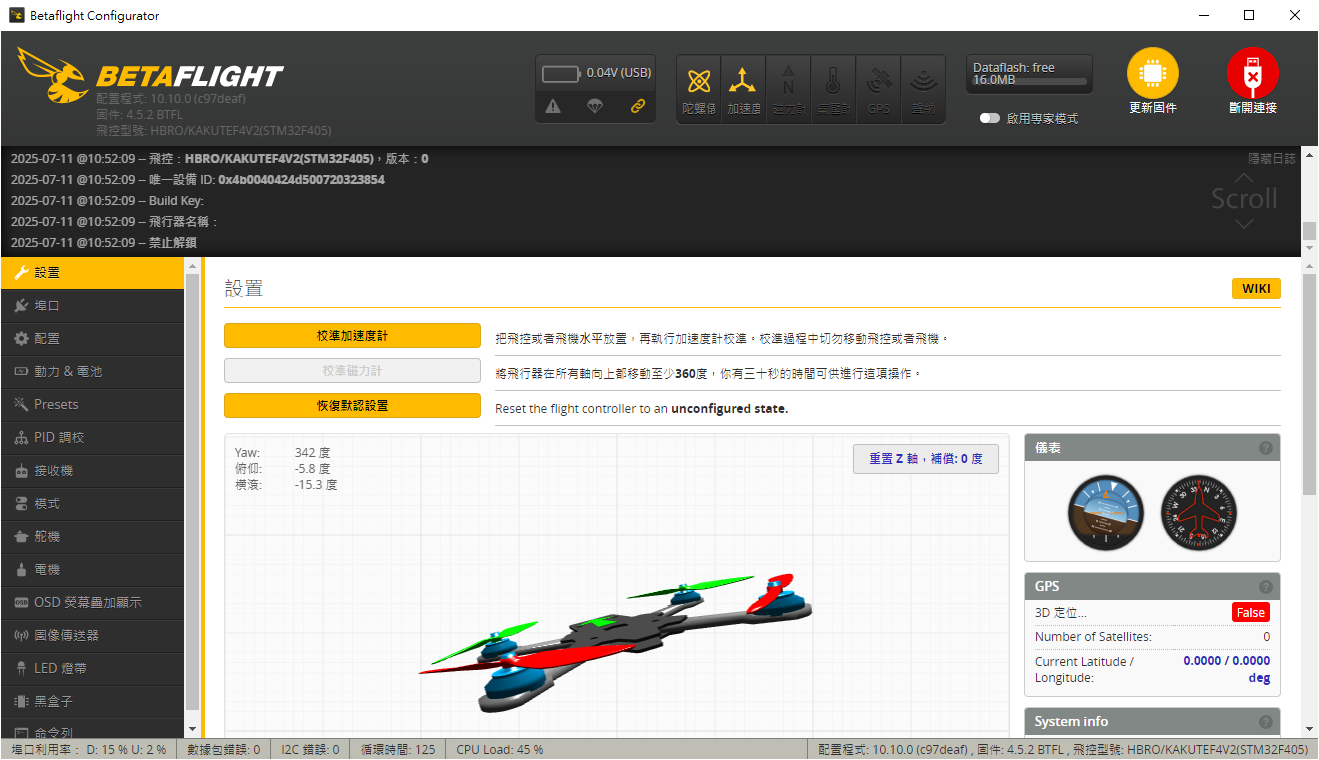 Betaflight Configurator
BETAFLIGHT
配置程式: 10.10.0 (c97deaf)
固件: 4.5.2 BTFL
飛控型號: HBRO/KAKUTEF4V2(STM32F405)
0.04V (USB)
陀螺儀
加速度
磁力計
氣壓計
GPS
聲納
Dataflash: free
16.0MB
啟用專家模式
更新固件
斷開連接
2025-07-11 @10:52:09 -- 飛控：HBRO/KAKUTEF4V2(STM32F405)，版本：0
2025-07-11 @10:52:09 -- 唯一設備 ID: 0x4b0040424d500720323854
2025-07-11 @10:52:09 -- Build Key:
2025-07-11 @10:52:09 -- 飛行器名稱：
2025-07-11 @10:52:09 -- 禁止解鎖
隱藏日誌
Scroll
設置
埠口
配置
動力 & 電池
Presets
PID 調校
接收機
模式
舵機
電機
OSD 熒幕疊加顯示
圖像傳送器
LED 燈帶
黑盒子
命令列
設置
WIKI
校準加速度計
把飛控或者飛機水平放置，再執行加速度計校準。校準過程中切勿移動飛控或者飛機。
校準磁力計
將飛行器在所有軸向上都移動至少360度，你有三十秒的時間可供進行這項操作。
恢復默認設置
Reset the flight controller to an unconfigured state.
Yaw: 342 度
俯仰: -5.8 度
橫滾: -15.3 度
重置 Z 軸，補償: 0 度
儀表
GPS
3D 定位... False
Number of Satellites: 0
Current Latitude / Longitude: 0.0000 / 0.0000 deg
System info
埠口利用率： D: 15 % U: 2 %
數據包錯誤: 0
I2C 錯誤: 0
循環時間: 125
CPU Load: 45 %
配置程式: 10.10.0 (c97deaf) , 固件: 4.5.2 BTFL , 飛控型號: HBRO/KAKUTEF4V2(STM32F405)